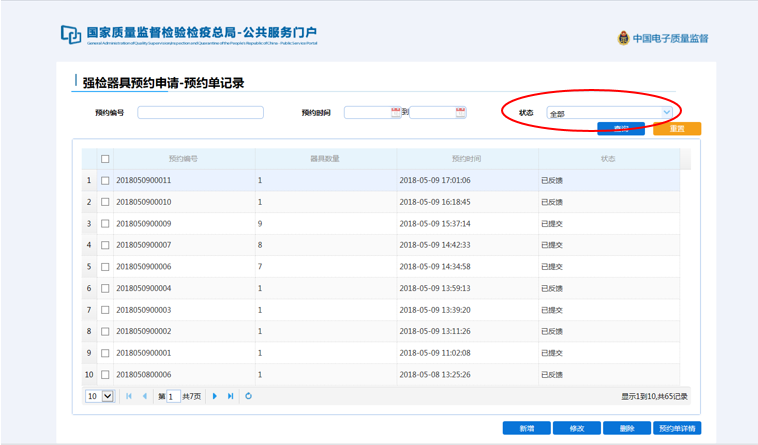 国家质量监督检验检疫总局-公共服务门户
General Administration of Quality Supervision Inspection and Quarantine of the People's Republic of China - Public Service Portal
中国电子质量监督
强检器具预约申请-预约单记录
预约编号 预约时间 到 状态 全部
查询 重置
预约编号 器具数量 预约时间 状态
1 2018050900011 1 2018-05-09 17:01:06 已反馈
2 2018050900010 1 2018-05-09 16:18:45 已反馈
3 2018050900009 9 2018-05-09 15:37:14 已提交
4 2018050900007 8 2018-05-09 14:42:33 已提交
5 2018050900006 7 2018-05-09 14:34:58 已提交
6 2018050900004 1 2018-05-09 13:59:13 已反馈
7 2018050900003 1 2018-05-09 13:39:20 已提交
8 2018050900002 1 2018-05-09 13:11:26 已反馈
9 2018050900001 1 2018-05-09 11:02:08 已提交
10 2018050800006 1 2018-05-08 13:25:26 已反馈
10 第 1 共7页 显示1到10,共65记录
新增 修改 删除 预约单详情